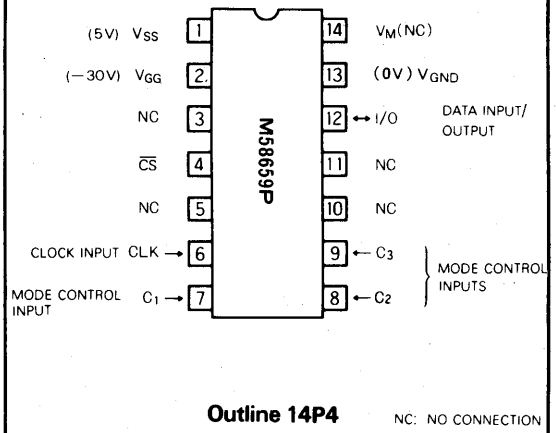 (5V) VSS 1 14 VM(NC)
(−30V) VGG 2 13 (0V) VGND
NC 3 12 ↔ I/O DATA INPUT/
OUTPUT
C̅S̅ 4 11 NC
NC 5 10 NC
CLOCK INPUT CLK → 6 9 ← C3
MODE CONTROL
INPUTS
MODE CONTROL
INPUT
C1 → 7 8 ← C2
M58659P
Outline 14P4
NC: NO CONNECTION